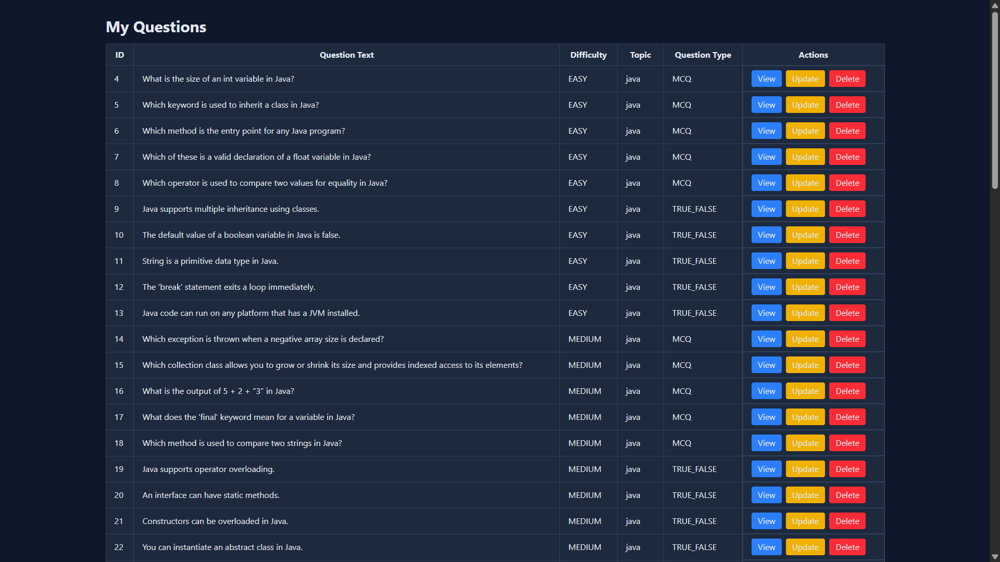 My Questions
ID Question Text Difficulty Topic Question Type Actions
4 What is the size of an int variable in Java? EASY java MCQ View Update Delete
5 Which keyword is used to inherit a class in Java? EASY java MCQ View Update Delete
6 Which method is the entry point for any Java program? EASY java MCQ View Update Delete
7 Which of these is a valid declaration of a float variable in Java? EASY java MCQ View Update Delete
8 Which operator is used to compare two values for equality in Java? EASY java MCQ View Update Delete
9 Java supports multiple inheritance using classes. EASY java TRUE_FALSE View Update Delete
10 The default value of a boolean variable in Java is false. EASY java TRUE_FALSE View Update Delete
11 String is a primitive data type in Java. EASY java TRUE_FALSE View Update Delete
12 The 'break' statement exits a loop immediately. EASY java TRUE_FALSE View Update Delete
13 Java code can run on any platform that has a JVM installed. EASY java TRUE_FALSE View Update Delete
14 Which exception is thrown when a negative array size is declared? MEDIUM java MCQ View Update Delete
15 Which collection class allows you to grow or shrink its size and provides indexed access to its elements? MEDIUM java MCQ View Update Delete
16 What is the output of 5 + 2 + "3" in Java? MEDIUM java MCQ View Update Delete
17 What does the 'final' keyword mean for a variable in Java? MEDIUM java MCQ View Update Delete
18 Which method is used to compare two strings in Java? MEDIUM java MCQ View Update Delete
19 Java supports operator overloading. MEDIUM java TRUE_FALSE View Update Delete
20 An interface can have static methods. MEDIUM java TRUE_FALSE View Update Delete
21 Constructors can be overloaded in Java. MEDIUM java TRUE_FALSE View Update Delete
22 You can instantiate an abstract class in Java. MEDIUM java TRUE_FALSE View Update Delete